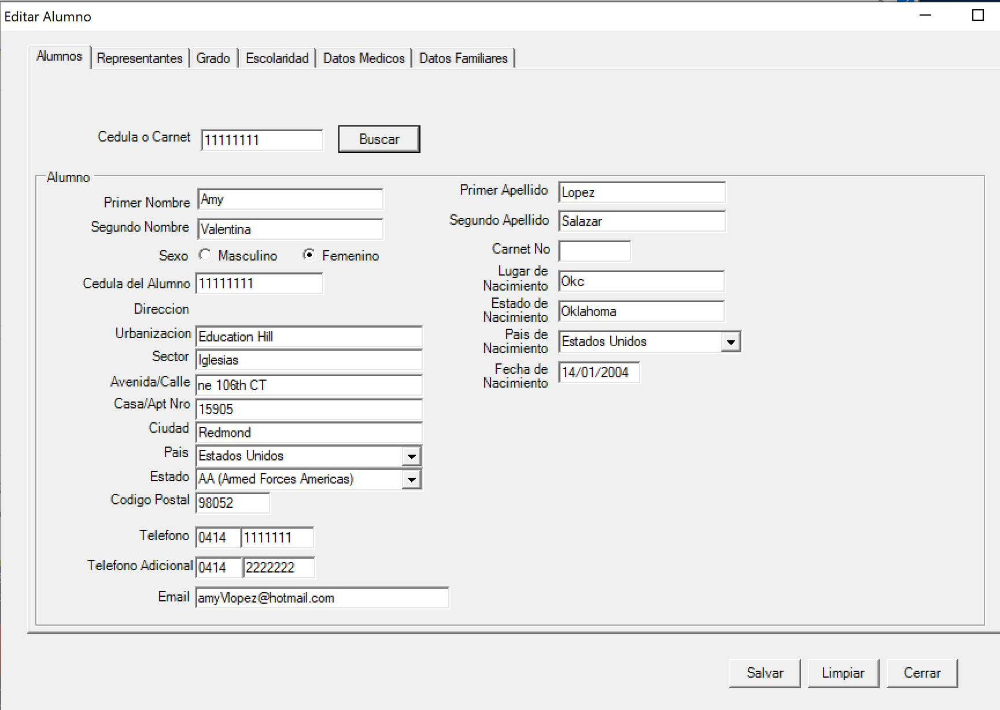 Editar Alumno
Alumnos Representantes Grado Escolaridad Datos Medicos Datos Familiares
Cedula o Carnet 11111111 Buscar
Alumno
Primer Nombre Amy
Segundo Nombre Valentina
Sexo Masculino Femenino
Cedula del Alumno 11111111
Direccion
Urbanizacion Education Hill
Sector Iglesias
Avenida/Calle ne 106th CT
Casa/Apt Nro 15905
Ciudad Redmond
Pais Estados Unidos
Estado AA (Armed Forces Americas)
Codigo Postal 98052
Telefono 0414 1111111
Telefono Adicional 0414 2222222
Email amyVlopez@hotmail.com
Primer Apellido Lopez
Segundo Apellido Salazar
Carnet No
Lugar de
Nacimiento Okc
Estado de
Nacimiento Oklahoma
Pais de
Nacimiento Estados Unidos
Fecha de
Nacimiento 14/01/2004
Salvar Limpiar Cerrar